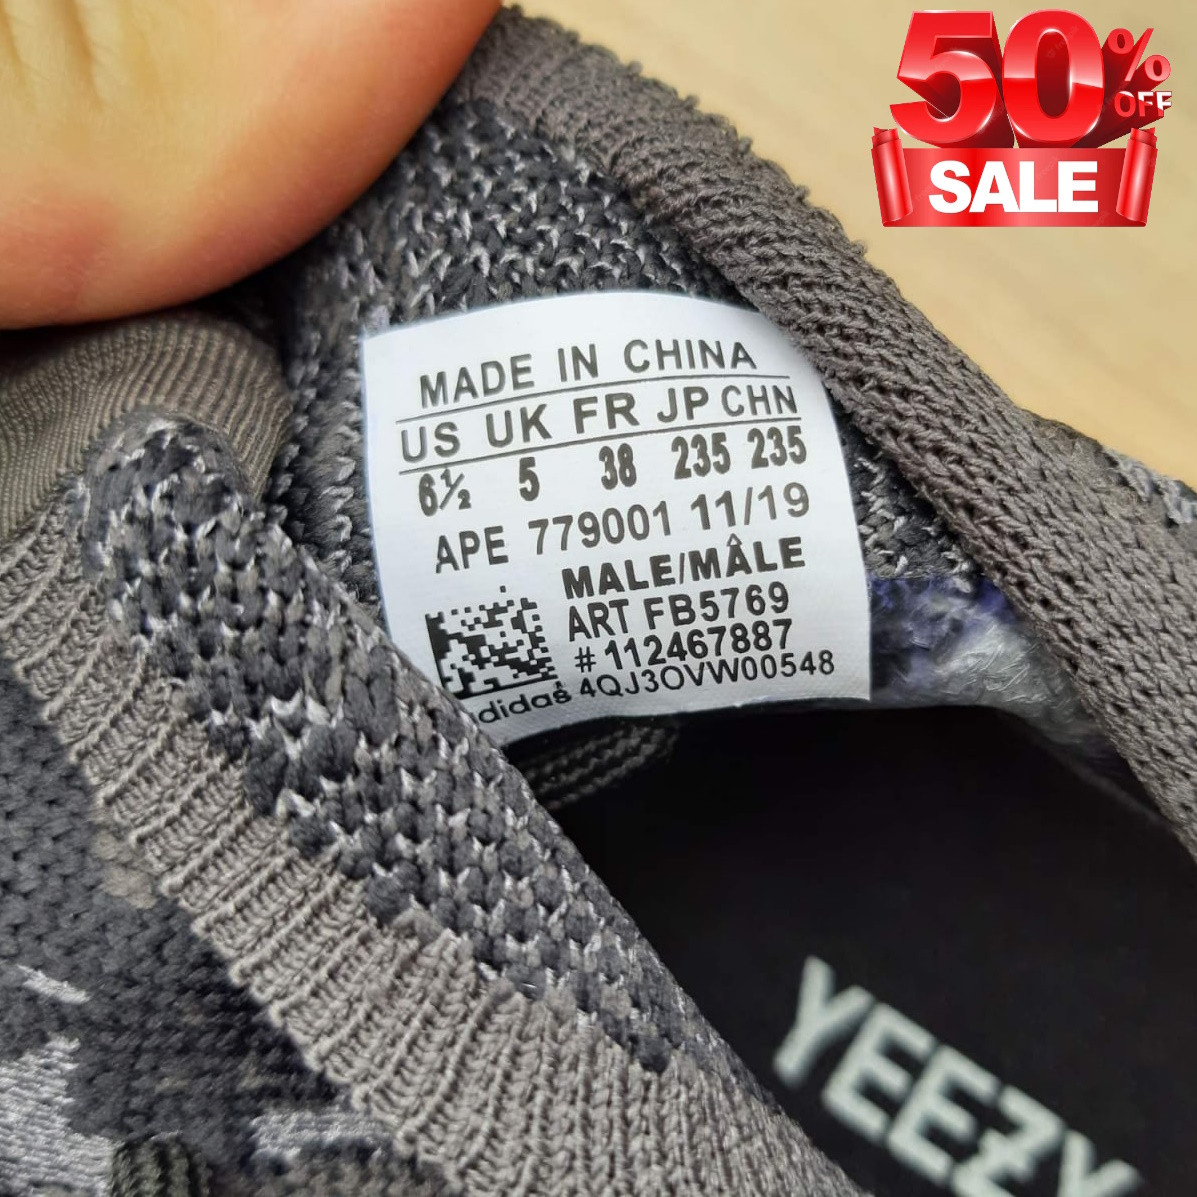 50%
OFF
SALE
MADE IN CHINA
US UK FR JP CHN
6½ 5 38 235 235
APE 779001 11/19
MALE/MÂLE
ART FB5769
# 112467887
adidas 4QJ3OVW00548
YEEZY